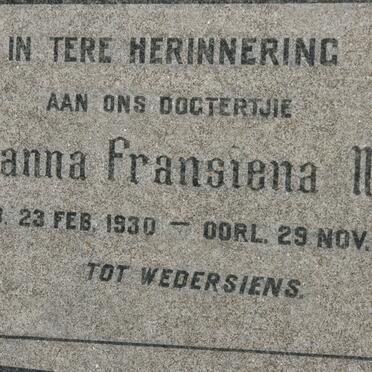 IN TERE HERINNERING
AAN ONS DOGTERTJIE
anna Fransiena
. 23 FEB. 1930 — OORL. 29 NOV.
TOT WEDERSIENS.